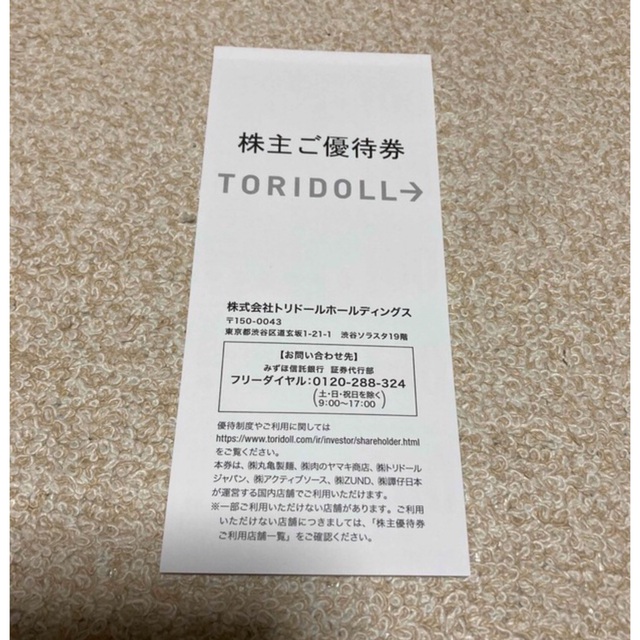 株主ご優待券
TORIDOLL→
株式会社トリドールホールディングス
〒150-0043
東京都渋谷区道玄坂1-21-1 渋谷ソラスタ19階
【お問い合わせ先】
みずほ信託銀行 証券代行部
フリーダイヤル:0120-288-324
(土・日・祝日を除く
9:00〜17:00)
優待制度やご利用に関しては
https://www.toridoll.com/ir/investor/shareholder.html
をご覧ください。
本券は、㈱丸亀製麺、㈱肉のヤマキ商店、㈱トリドール
ジャパン、㈱アクティブソース、㈱ZUND、㈱譚仔日本
が運営する国内店舗でご利用いただけます。
※一部ご利用いただけない店舗があります。ご利用
いただけない店舗につきましては、「株主優待券
ご利用店舗一覧」をご確認ください。